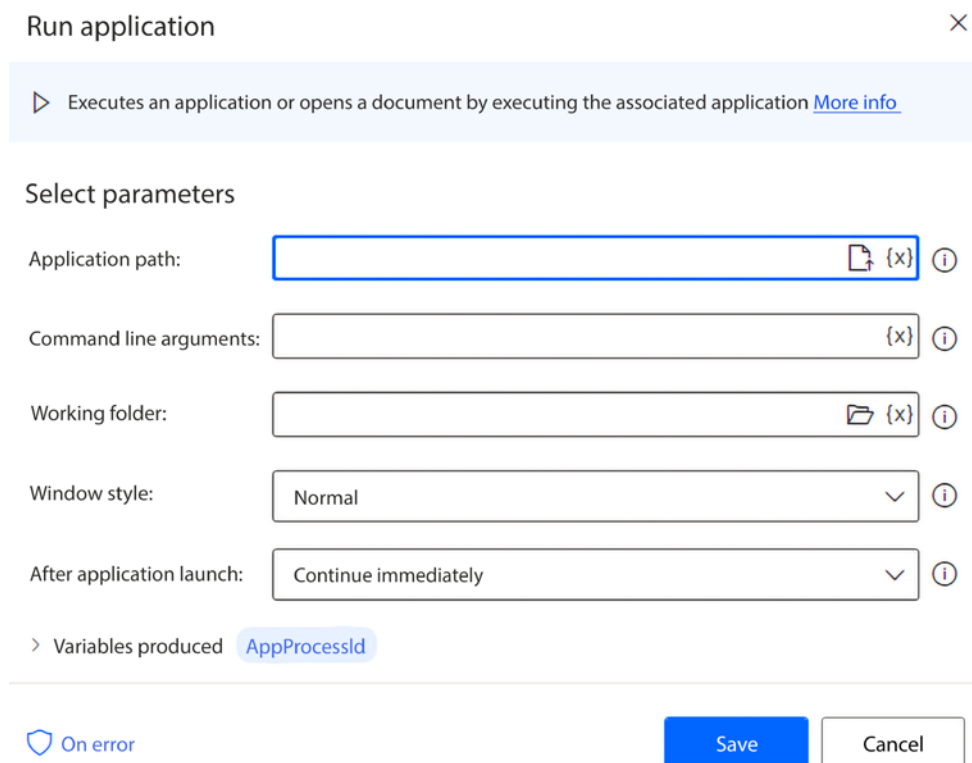 Run application
Executes an application or opens a document by executing the associated application More info
Select parameters
Application path: {x}
Command line arguments: {x}
Working folder: {x}
Window style: Normal
After application launch: Continue immediately
Variables produced AppProcessId
On error Save Cancel